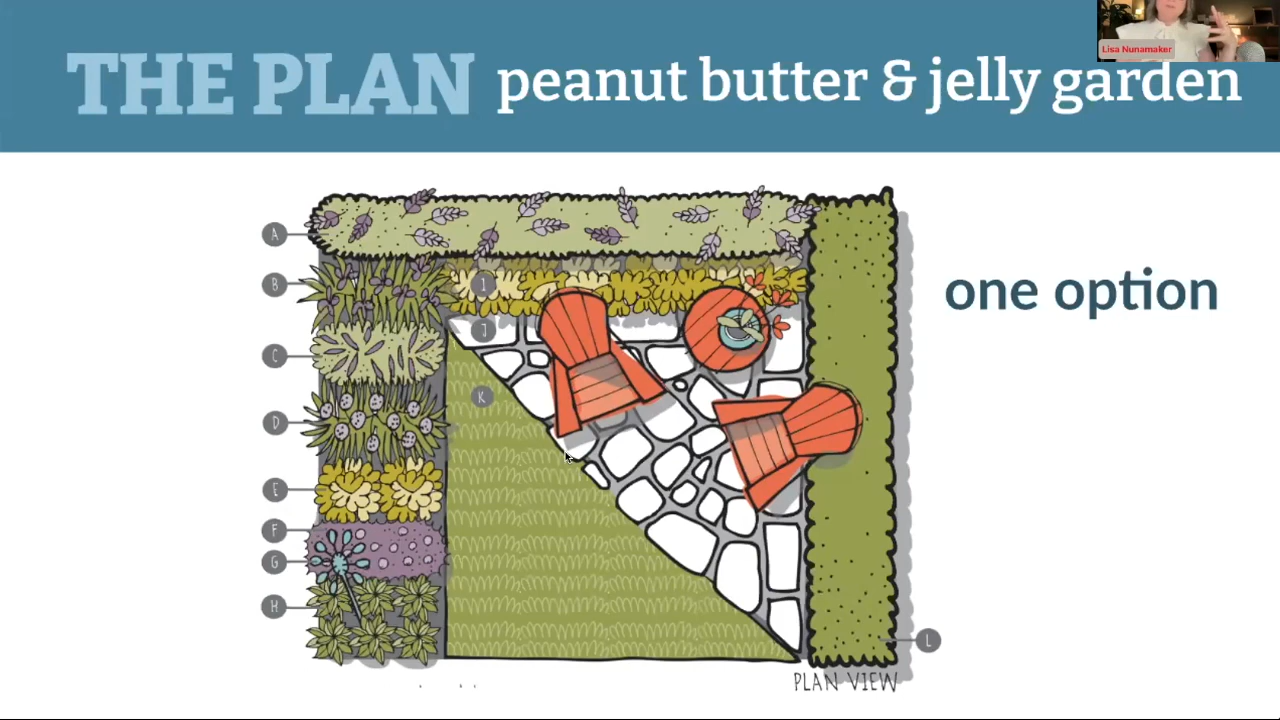 Lisa Nunamaker
THE PLAN peanut butter & jelly garden
A
B
I
one option
J
C
K
D
E
F
G
H
L
PLAN VIEW